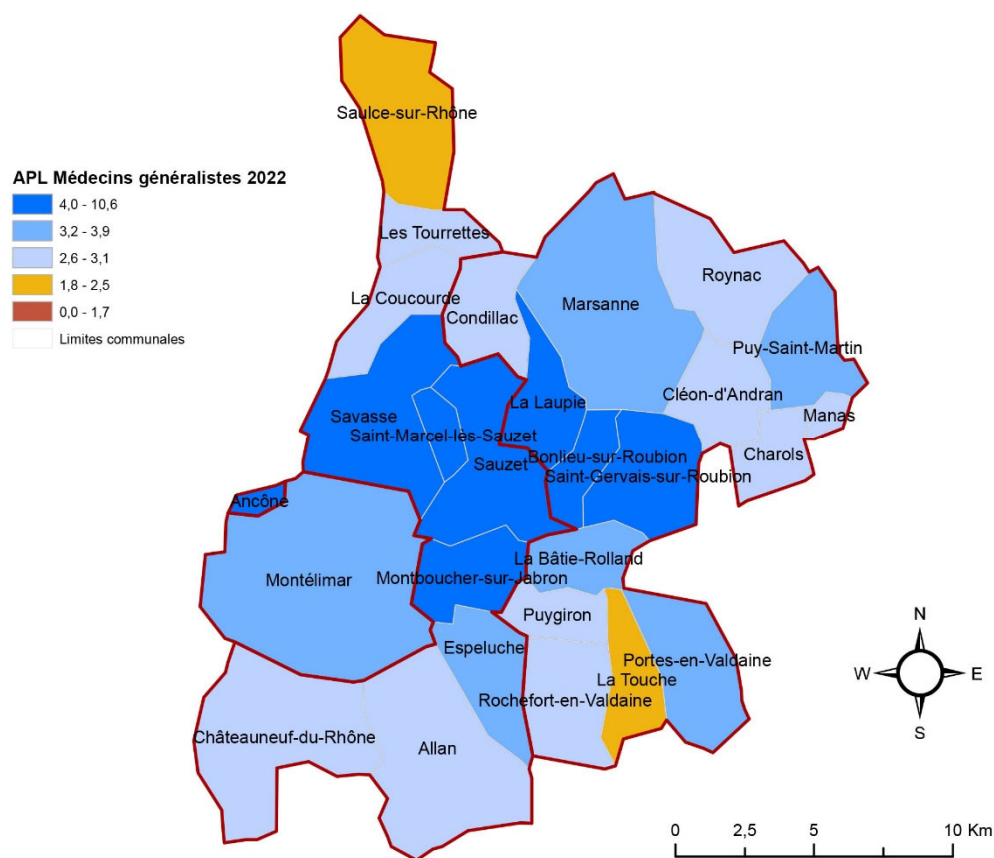 Saulce-sur-Rhône
APL Médecins généralistes 2022
4,0 - 10,6
3,2 - 3,9
2,6 - 3,1
1,8 - 2,5
0,0 - 1,7
Limites communales
Les Tourrettes
Roynac
La Coucourde
Marsanne
Condillac
Puy-Saint-Martin
Cléon-d'Andran
La Laupie
Manas
Savasse
Saint-Marcel-lès-Sauzet
Charols
Bonlieu-sur-Roubion
Sauzet
Saint-Gervais-sur-Roubion
Ancône
La Bâtie-Rolland
Montélimar
Montboucher-sur-Jabron
Puygiron
Espeluche
Portes-en-Valdaine
La Touche
Rochefort-en-Valdaine
Châteauneuf-du-Rhône
Allan
N
W
E
S
0 2,5 5 10 Km